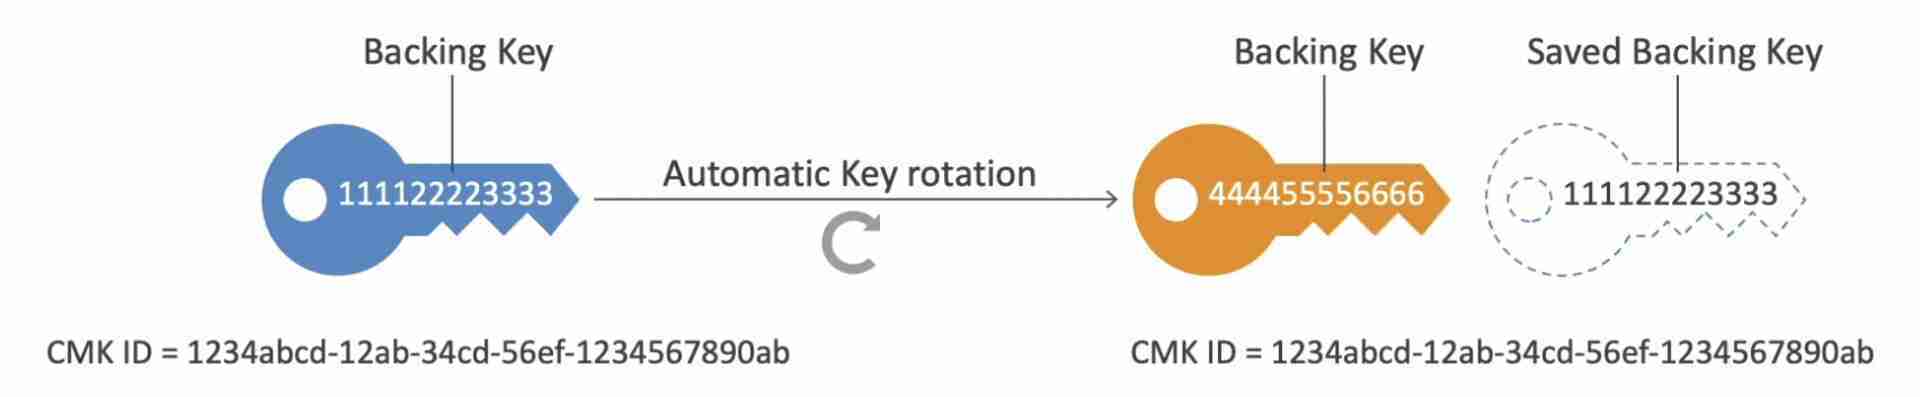 Backing Key
Backing Key
Saved Backing Key
111122223333
Automatic Key rotation
444455556666
111122223333
CMK ID = 1234abcd-12ab-34cd-56ef-1234567890ab
CMK ID = 1234abcd-12ab-34cd-56ef-1234567890ab